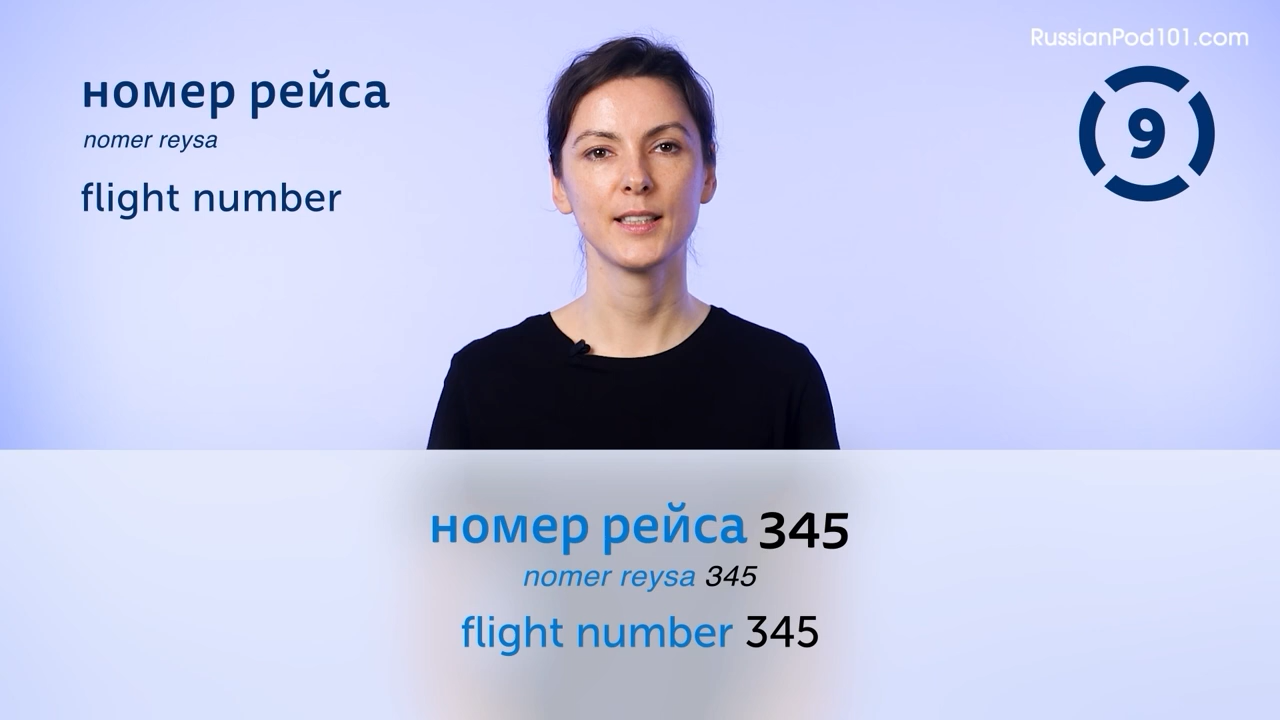 RussianPod101.com
номер рейса
nomer reysa
flight number
9
номер рейса 345
nomer reysa 345
flight number 345